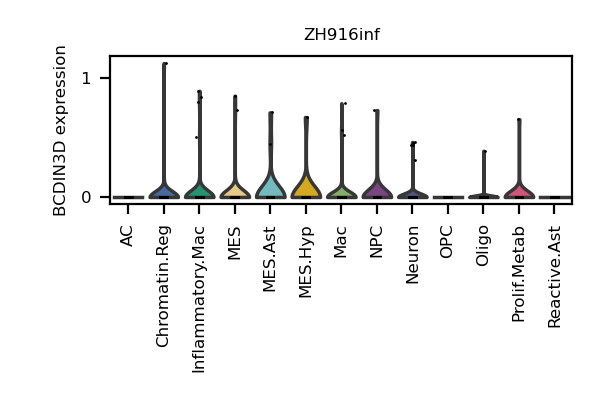 ZH916inf
BCDIN3D expression
1
0
AC
Chromatin.Reg
Inflammatory.Mac
MES
MES.Ast
MES.Hyp
Mac
NPC
Neuron
OPC
Oligo
Prolif.Metab
Reactive.Ast